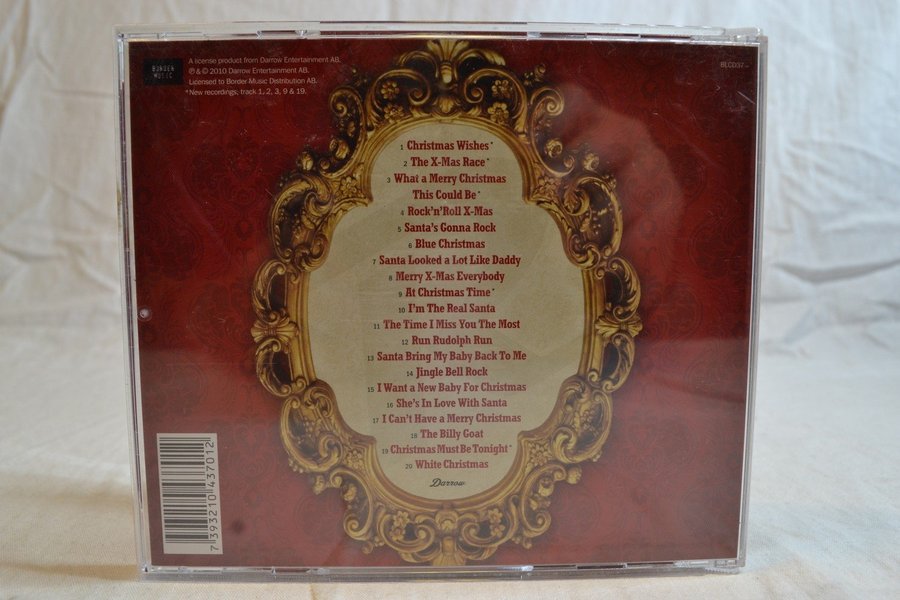 BORDER
MUSIC
A license product from Darrow Entertainment AB.
℗ & © 2010 Darrow Entertainment AB.
Licensed to Border Music Distribution AB.
* New recordings; track 1, 2, 3, 9 & 19.
BLCD37
1 Christmas Wishes*
2 The X-Mas Race*
3 What a Merry Christmas
This Could Be*
4 Rock'n'Roll X-Mas
5 Santa's Gonna Rock
6 Blue Christmas
7 Santa Looked a Lot Like Daddy
8 Merry X-Mas Everybody
9 At Christmas Time*
10 I'm The Real Santa
11 The Time I Miss You The Most
12 Run Rudolph Run
13 Santa Bring My Baby Back To Me
14 Jingle Bell Rock
15 I Want a New Baby For Christmas
16 She's In Love With Santa
17 I Can't Have a Merry Christmas
18 The Billy Goat
19 Christmas Must Be Tonight*
20 White Christmas
Darrow
7 393210 437012